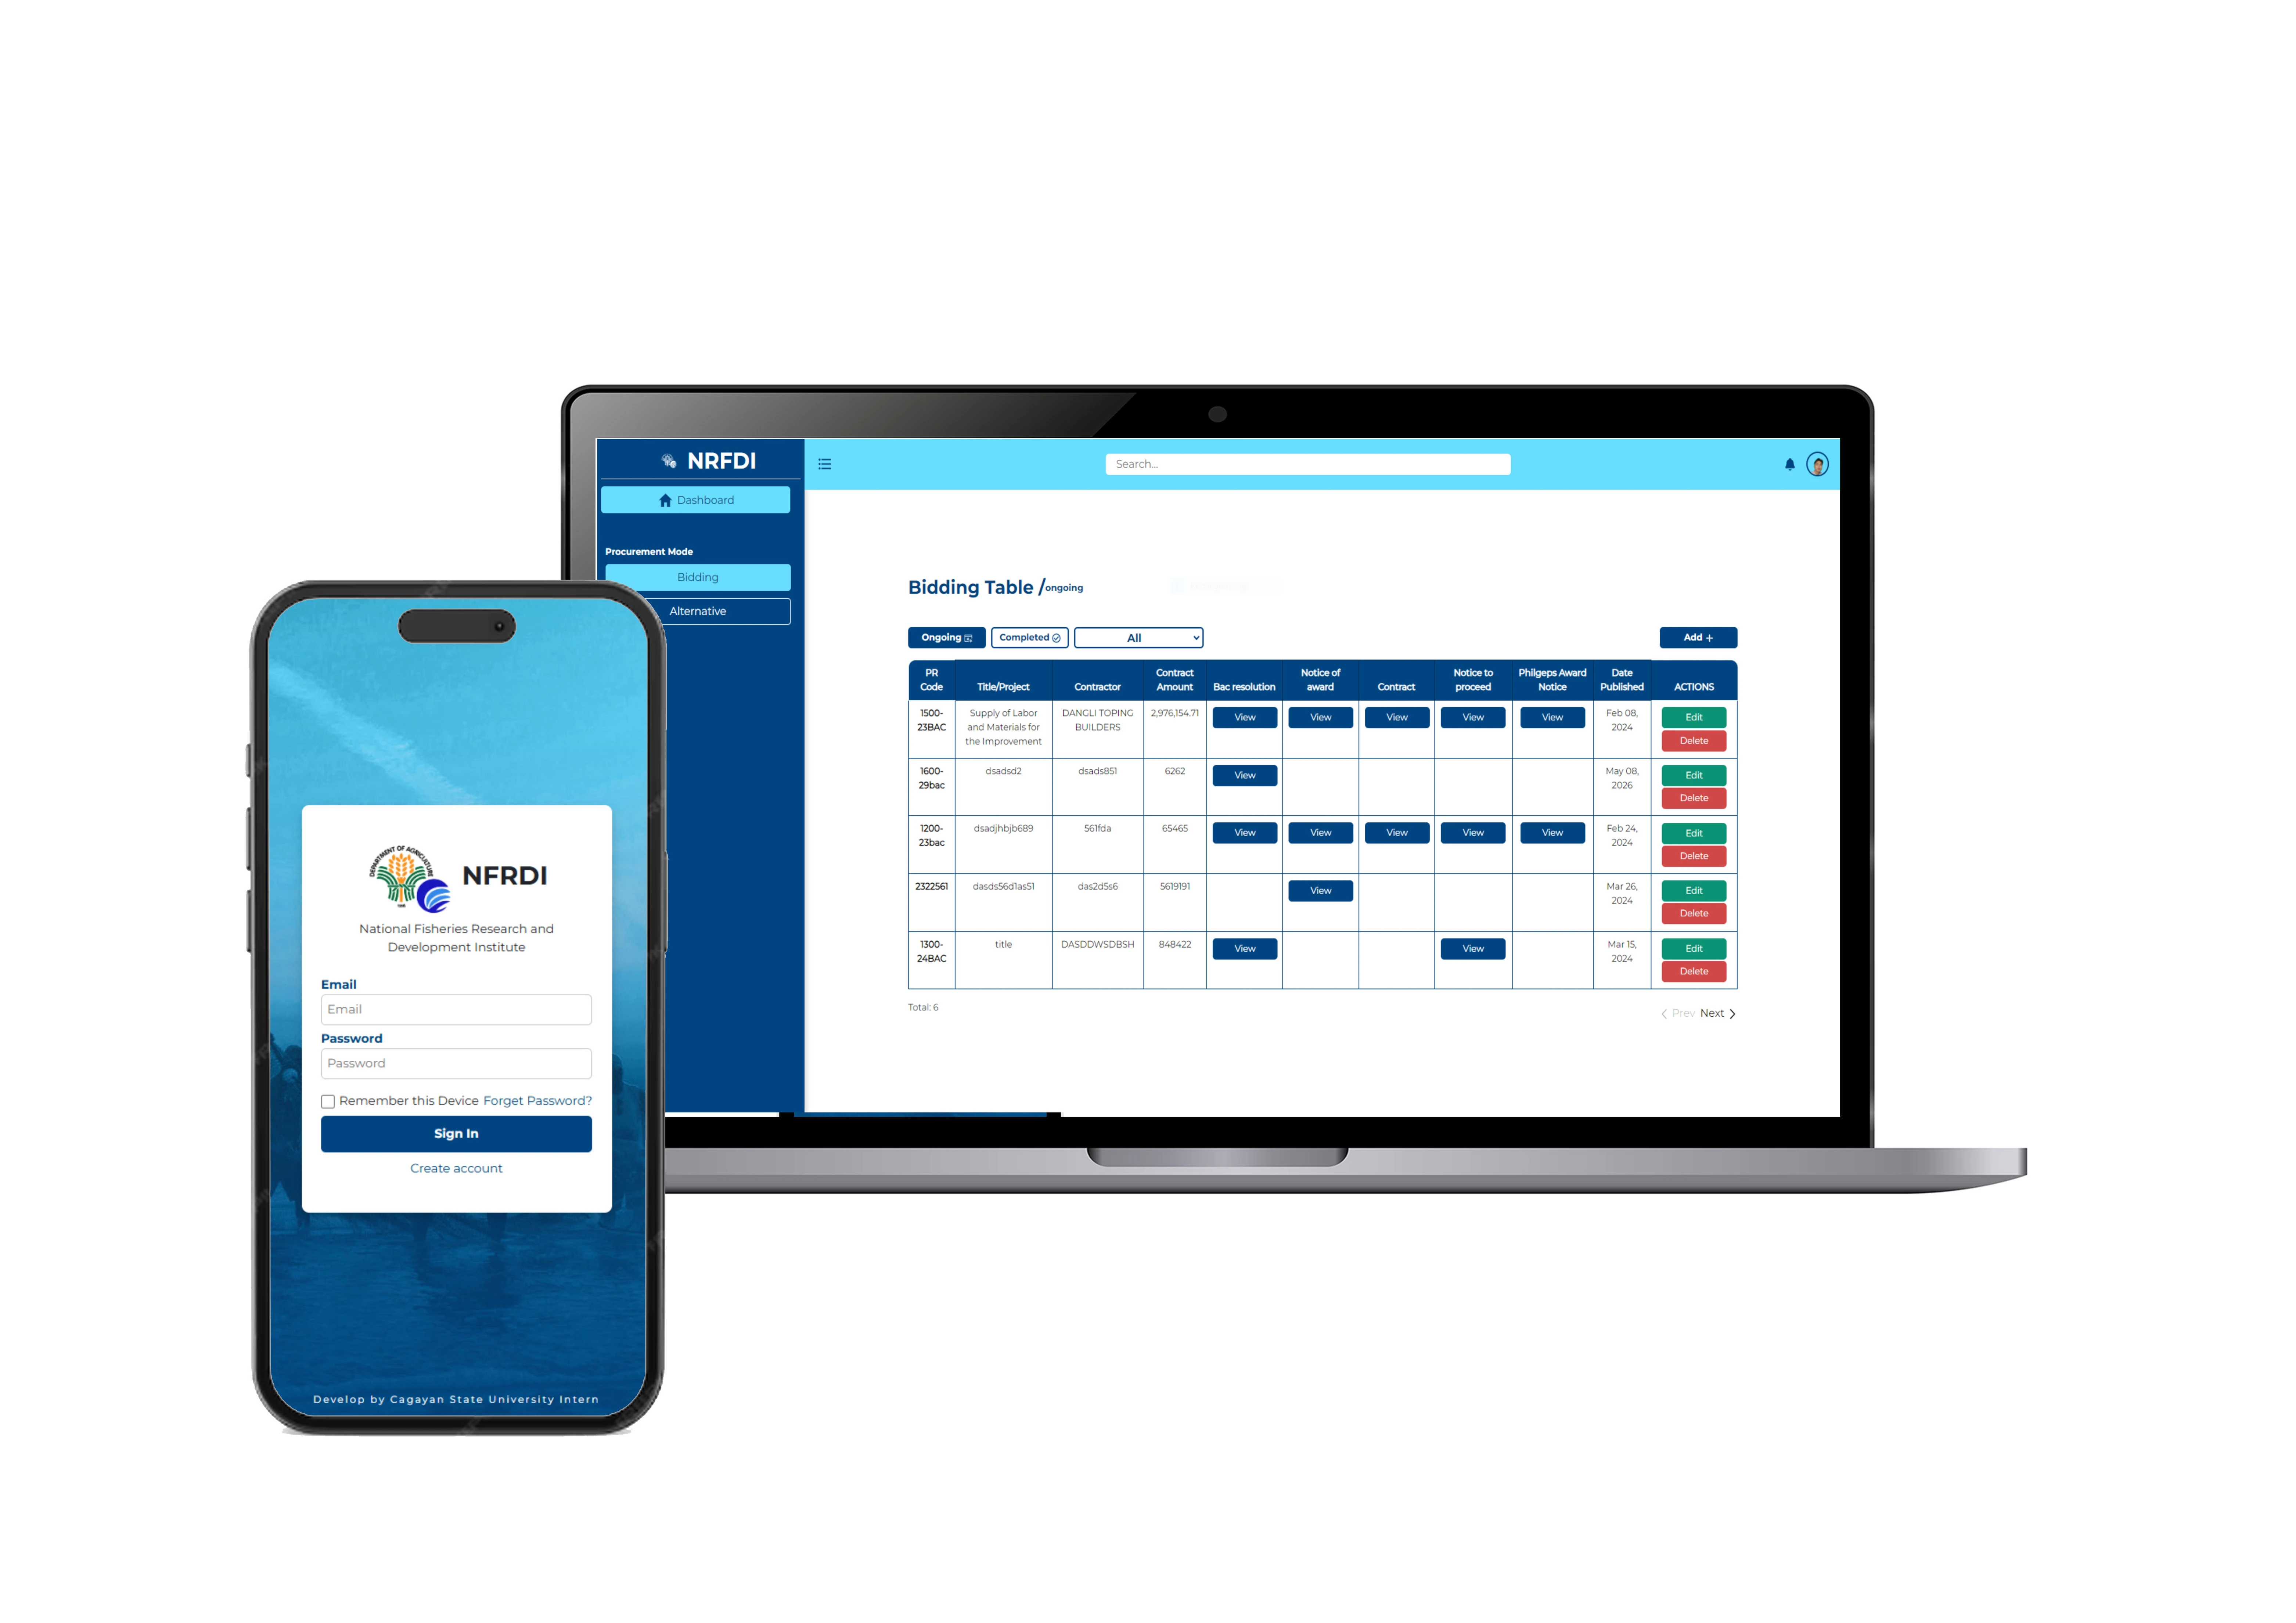 NRFDI
Search...
Dashboard
Procurement Mode
Bidding
Alternative
Bidding Table /ongoing
Ongoing
Completed
All
Add +
PR Code
Title/Project
Contractor
Contract Amount
Bac resolution
Notice of award
Contract
Notice to proceed
Philgeps Award Notice
Date Published
ACTIONS
1500-23BAC
Supply of Labor and Materials for the Improvement
DANGLI TOPING BUILDERS
2,976,154.71
View
View
View
View
View
Feb 08, 2024
Edit
Delete
1600-29bac
dsadsd2
dsads851
6262
View
May 08, 2026
Edit
Delete
1200-23bac
dsadjhbjb689
561fda
65465
View
View
View
View
View
Feb 24, 2024
Edit
Delete
2322561
dasds56d1as51
das2d5s6
5619191
View
Mar 26, 2024
Edit
Delete
1300-24BAC
title
DASDDWSDBSH
848422
View
View
Mar 15, 2024
Edit
Delete
Total: 6
Prev Next
DEPARTMENT OF AGRICULTURE
NFRDI
National Fisheries Research and
Development Institute
Email
Email
Password
Password
Remember this Device Forget Password?
Sign In
Create account
Develop by Cagayan State University Intern